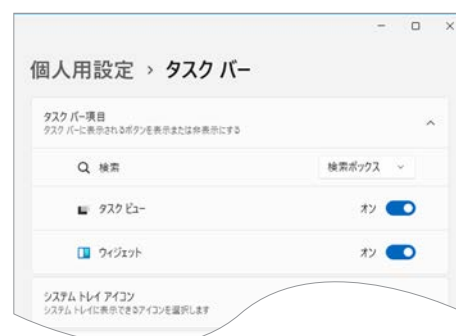 個人用設定 › タスク バー
タスク バー項目
タスク バーに表示されるボタンを表示または非表示にする
検索 検索ボックス
タスク ビュー オン
ウィジェット オン
システム トレイ アイコン
システム トレイに表示できるアイコンを選択します